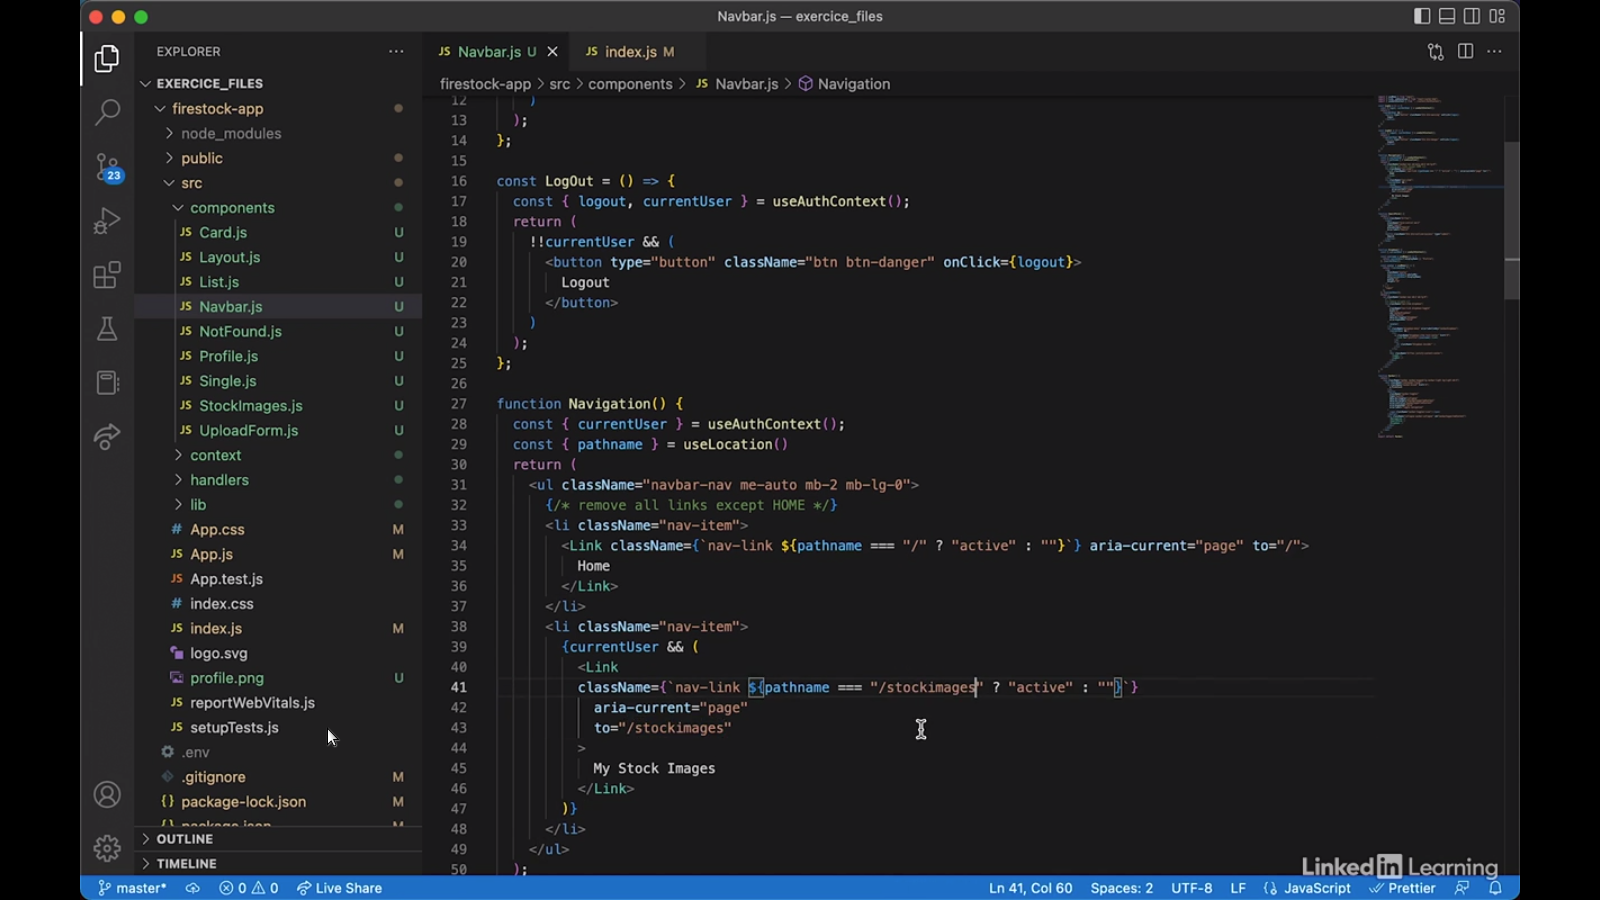 Navbar.js — exercice_files
EXPLORER
EXERCICE_FILES
firestock-app
node_modules
public
src
components
JS Card.js U
JS Layout.js U
JS List.js U
JS Navbar.js U
JS NotFound.js U
JS Profile.js U
JS Single.js U
JS StockImages.js U
JS UploadForm.js U
context
handlers
lib
# App.css M
JS App.js M
JS App.test.js
# index.css
JS index.js M
logo.svg
profile.png U
JS reportWebVitals.js
JS setupTests.js
.env
.gitignore M
{} package-lock.json M
OUTLINE
TIMELINE
23
JS Navbar.js U
JS index.js M
firestock-app > src > components > JS Navbar.js > Navigation
12 )
13 );
14 };
15
16 const LogOut = () => {
17 const { logout, currentUser } = useAuthContext();
18 return (
19 !!currentUser && (
20 <button type="button" className="btn btn-danger" onClick={logout}>
21 Logout
22 </button>
23 )
24 );
25 };
26
27 function Navigation() {
28 const { currentUser } = useAuthContext();
29 const { pathname } = useLocation()
30 return (
31 <ul className="navbar-nav me-auto mb-2 mb-lg-0">
32 {/* remove all links except HOME */}
33 <li className="nav-item">
34 <Link className={`nav-link ${pathname === "/" ? "active" : ""}`} aria-current="page" to="/">
35 Home
36 </Link>
37 </li>
38 <li className="nav-item">
39 {currentUser && (
40 <Link
41 className={`nav-link ${pathname === "/stockimages" ? "active" : ""}`}
42 aria-current="page"
43 to="/stockimages"
44 >
45 My Stock Images
46 </Link>
47 )}
48 </li>
49 </ul>
50 );
LinkedIn Learning
master* 0 0 Live Share
Ln 41, Col 60 Spaces: 2 UTF-8 LF {} JavaScript Prettier